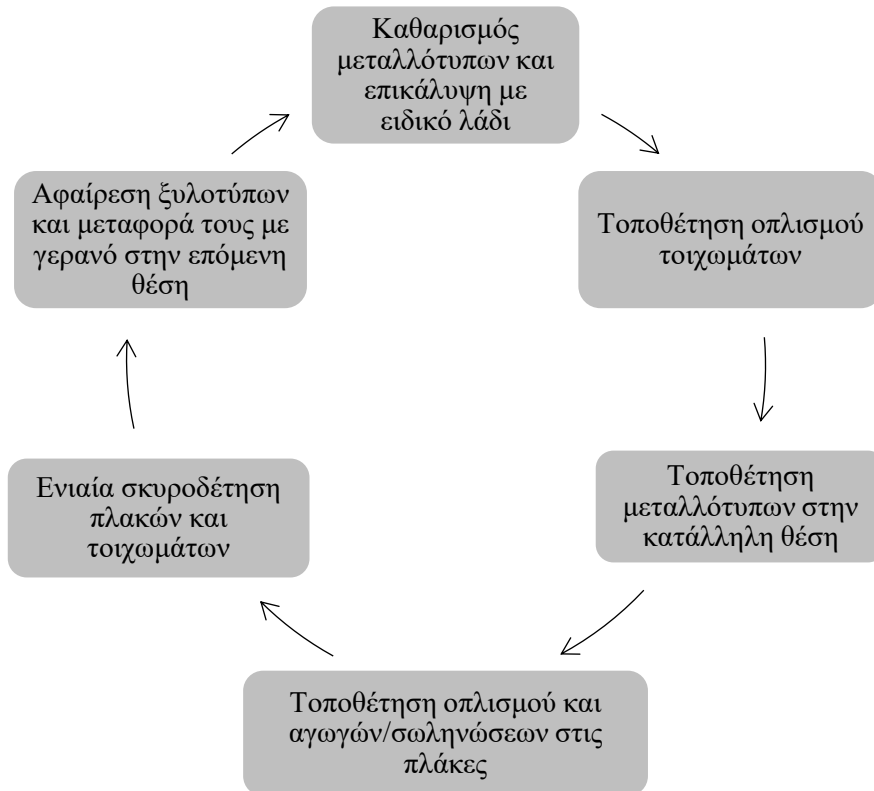 Καθαρισμός
μεταλλότυπων και
επικάλυψη με
ειδικό λάδι
Τοποθέτηση οπλισμού
τοιχωμάτων
Τοποθέτηση
μεταλλότυπων στην
κατάλληλη θέση
Τοποθέτηση οπλισμού και
αγωγών/σωληνώσεων στις
πλάκες
Ενιαία σκυροδέτηση
πλακών και
τοιχωμάτων
Αφαίρεση ξυλοτύπων
και μεταφορά τους με
γερανό στην επόμενη
θέση